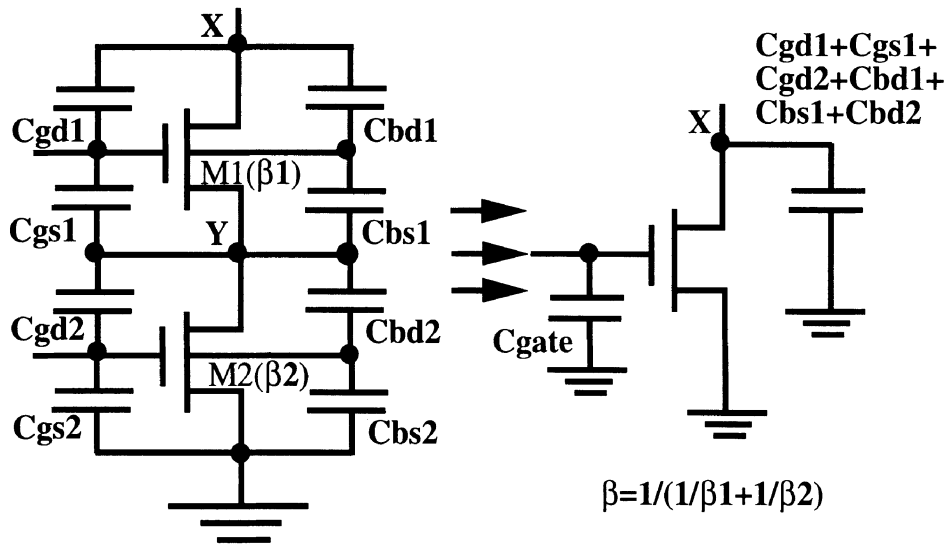 X
Cgd1+Cgs1+
Cgd2+Cbd1+
Cbs1+Cbd2
Cgd1
Cbd1
X
M1(β1)
Cgs1
Y
Cbs1
Cgd2
Cbd2
Cgate
M2(β2)
Cgs2
Cbs2
β=1/(1/β1+1/β2)